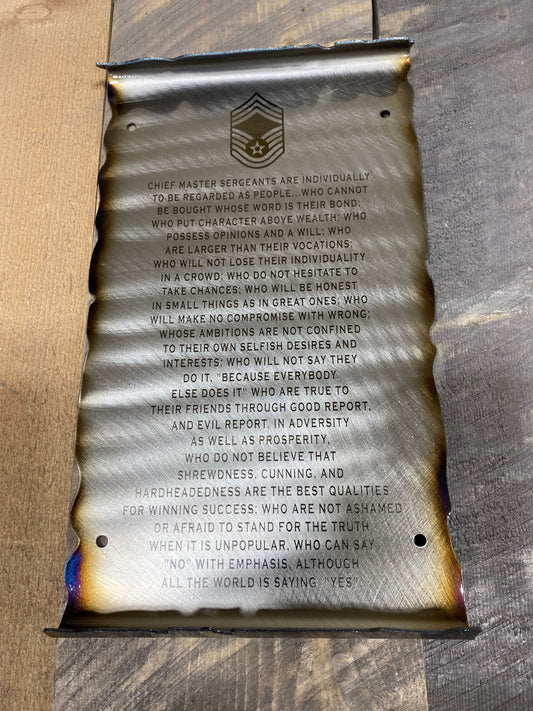 CHIEF MASTER SERGEANTS ARE INDIVIDUALLY
TO BE REGARDED AS PEOPLE...WHO CANNOT
BE BOUGHT WHOSE WORD IS THEIR BOND;
WHO PUT CHARACTER ABOVE WEALTH; WHO
POSSESS OPINIONS AND A WILL; WHO
ARE LARGER THAN THEIR VOCATIONS;
WHO WILL NOT LOSE THEIR INDIVIDUALITY
IN A CROWD; WHO DO NOT HESITATE TO
TAKE CHANCES; WHO WILL BE HONEST
IN SMALL THINGS AS IN GREAT ONES; WHO
WILL MAKE NO COMPROMISE WITH WRONG;
WHOSE AMBITIONS ARE NOT CONFINED
TO THEIR OWN SELFISH DESIRES AND
INTERESTS; WHO WILL NOT SAY THEY
DO IT, "BECAUSE EVERYBODY
ELSE DOES IT" WHO ARE TRUE TO
THEIR FRIENDS THROUGH GOOD REPORT,
AND EVIL REPORT, IN ADVERSITY
AS WELL AS PROSPERITY,
WHO DO NOT BELIEVE THAT
SHREWDNESS, CUNNING, AND
HARDHEADEDNESS ARE THE BEST QUALITIES
FOR WINNING SUCCESS; WHO ARE NOT ASHAMED
OR AFRAID TO STAND FOR THE TRUTH
WHEN IT IS UNPOPULAR, WHO CAN SAY
"NO" WITH EMPHASIS, ALTHOUGH
ALL THE WORLD IS SAYING "YES"